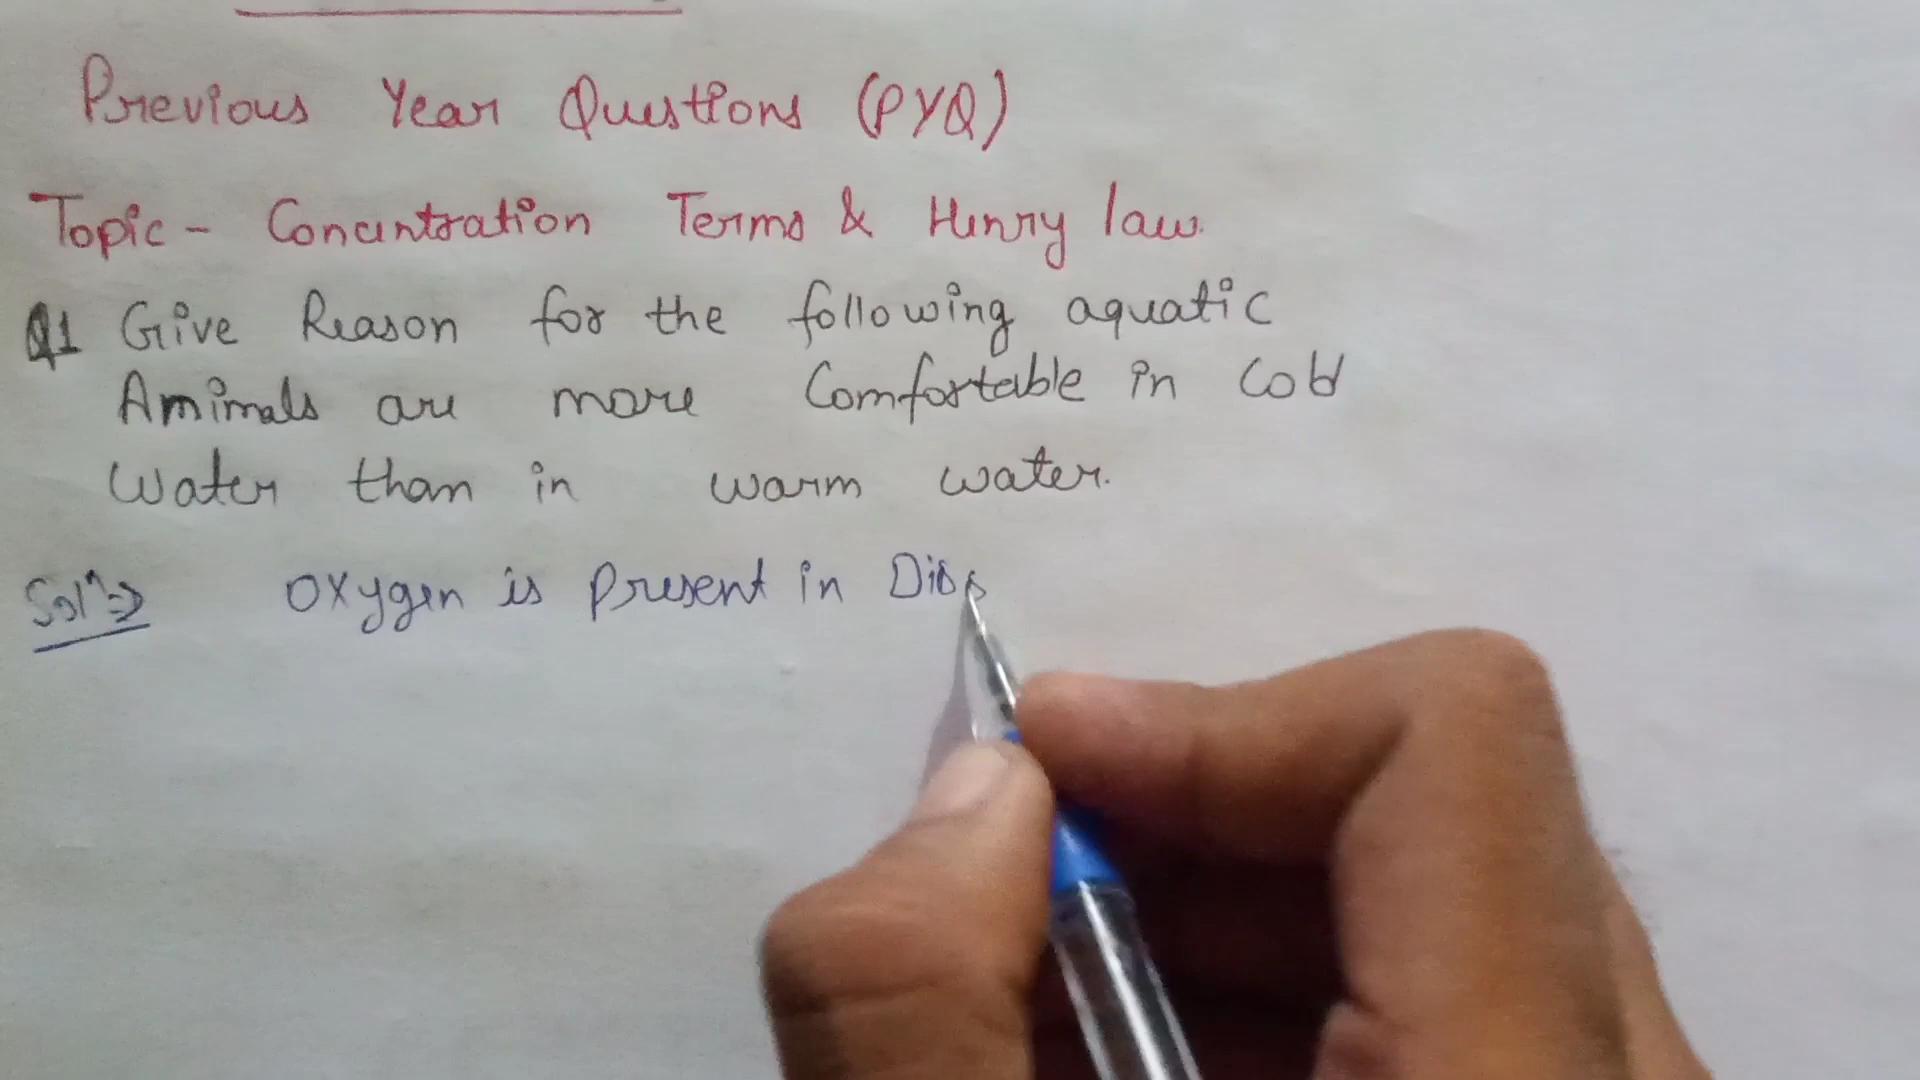 Previous Year Questions (PYQ)
Topic - Concentration Terms & Henry law.
Q1 Give Reason for the following aquatic
Animals are more Comfortable in Cold
Water than in warm water.
Solⁿ⇒ Oxygen is present in Diss